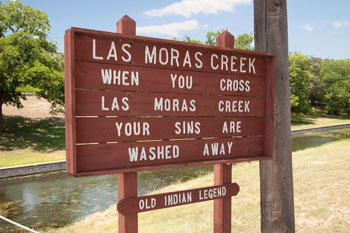 LAS MORAS CREEK
WHEN YOU CROSS
LAS MORAS CREEK
YOUR SINS ARE
WASHED AWAY
OLD INDIAN LEGEND